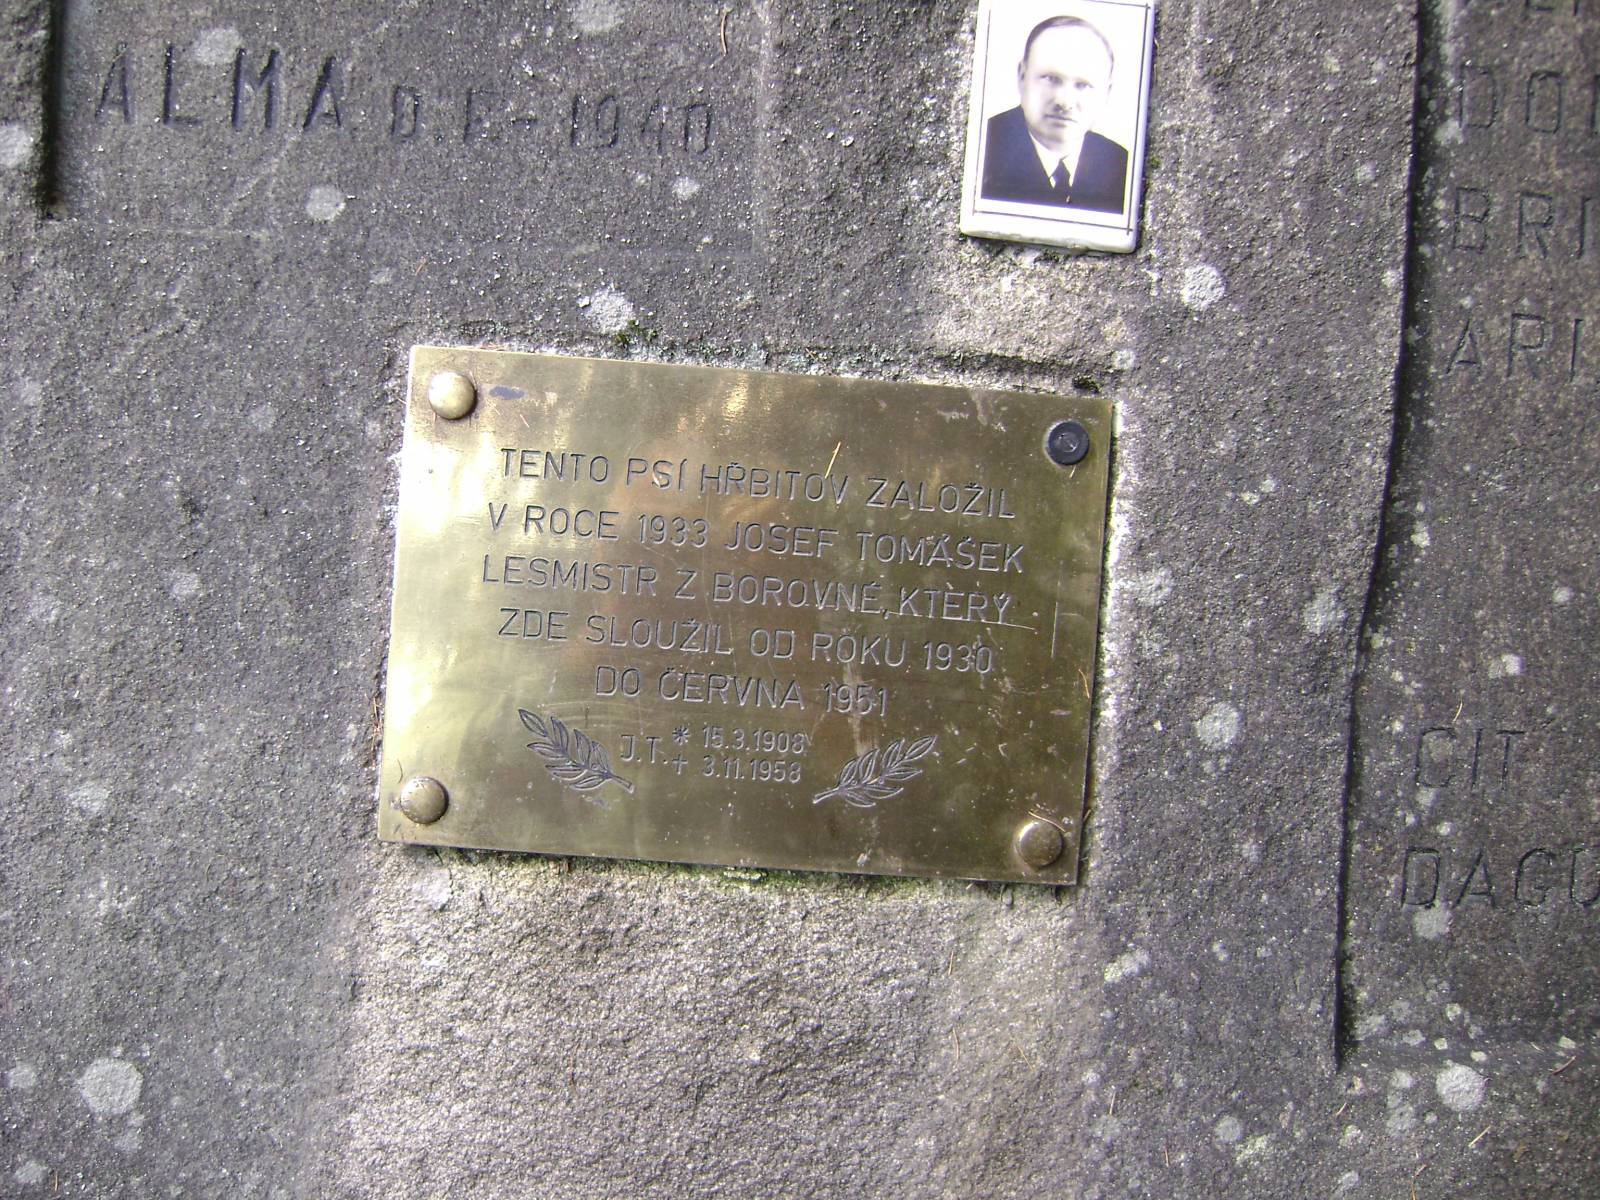 ALMA D. F. - 1940
TENTO PSÍ HŘBITOV ZALOŽIL
V ROCE 1933 JOSEF TOMÁŠEK
LESMISTR Z BOROVNÉ, KTERÝ
ZDE SLOUŽIL OD ROKU 1930
DO ČERVNA 1951
J.T. * 15.3.1908
+ 3.11.1958
CIT